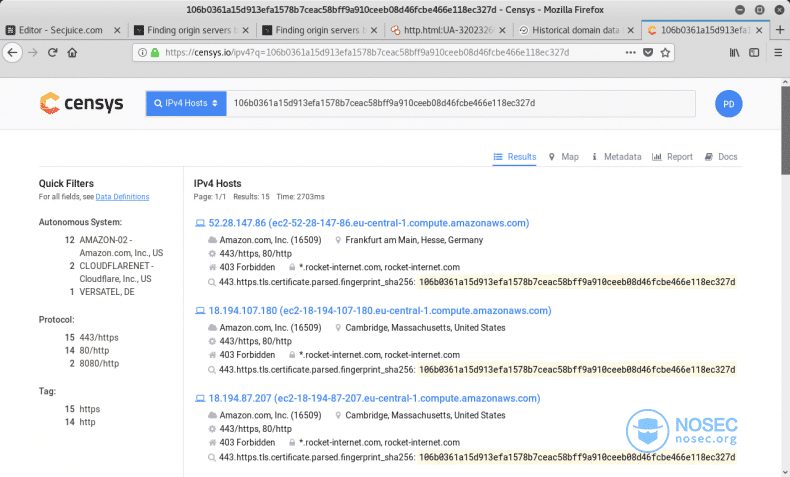 106b0361a15d913efa1578b7ceac58bff9a910ceeb08d46fcbe466e118ec327d - Censys - Mozilla Firefox
Editor - Secjuice.com
Finding origin servers b
Finding origin servers b
http.html:UA-3202326
Historical domain data
106b0361a15d913efa1
https://censys.io/ipv4?q=106b0361a15d913efa1578b7ceac58bff9a910ceeb08d46fcbe466e118ec327d
censys
IPv4 Hosts
106b0361a15d913efa1578b7ceac58bff9a910ceeb08d46fcbe466e118ec327d
PD
Results
Map
Metadata
Report
Docs
Quick Filters
For all fields, see Data Definitions
Autonomous System:
12 AMAZON-02 -
Amazon.com, Inc., US
2 CLOUDFLARENET -
Cloudflare, Inc., US
1 VERSATEL, DE
Protocol:
15 443/https
14 80/http
2 8080/http
Tag:
15 https
14 http
IPv4 Hosts
Page: 1/1 Results: 15 Time: 2703ms
52.28.147.86 (ec2-52-28-147-86.eu-central-1.compute.amazonaws.com)
Amazon.com, Inc. (16509) Frankfurt am Main, Hesse, Germany
443/https, 80/http
403 Forbidden *.rocket-internet.com, rocket-internet.com
443.https.tls.certificate.parsed.fingerprint_sha256: 106b0361a15d913efa1578b7ceac58bff9a910ceeb08d46fcbe466e118ec327d
18.194.107.180 (ec2-18-194-107-180.eu-central-1.compute.amazonaws.com)
Amazon.com, Inc. (16509) Cambridge, Massachusetts, United States
443/https, 80/http
403 Forbidden *.rocket-internet.com, rocket-internet.com
443.https.tls.certificate.parsed.fingerprint_sha256: 106b0361a15d913efa1578b7ceac58bff9a910ceeb08d46fcbe466e118ec327d
18.194.87.207 (ec2-18-194-87-207.eu-central-1.compute.amazonaws.com)
Amazon.com, Inc. (16509) Cambridge, Massachusetts, United States
443/https, 80/http
403 Forbidden *.rocket-internet.com, rocket-internet.com
443.https.tls.certificate.parsed.fingerprint_sha256: 106b0361a15d913efa1578b7ceac58bff9a910ceeb08d46fcbe466e118ec327d
NOSEC
nosec.org